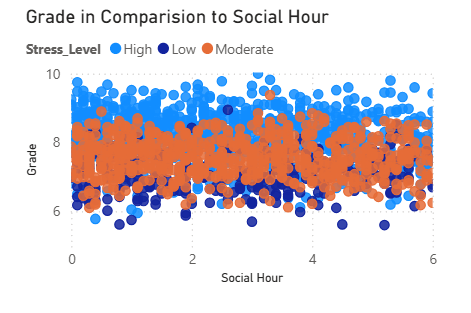 Grade in Comparision to Social Hour
Stress_Level High Low Moderate
10
8
6
Grade
0 2 4 6
Social Hour